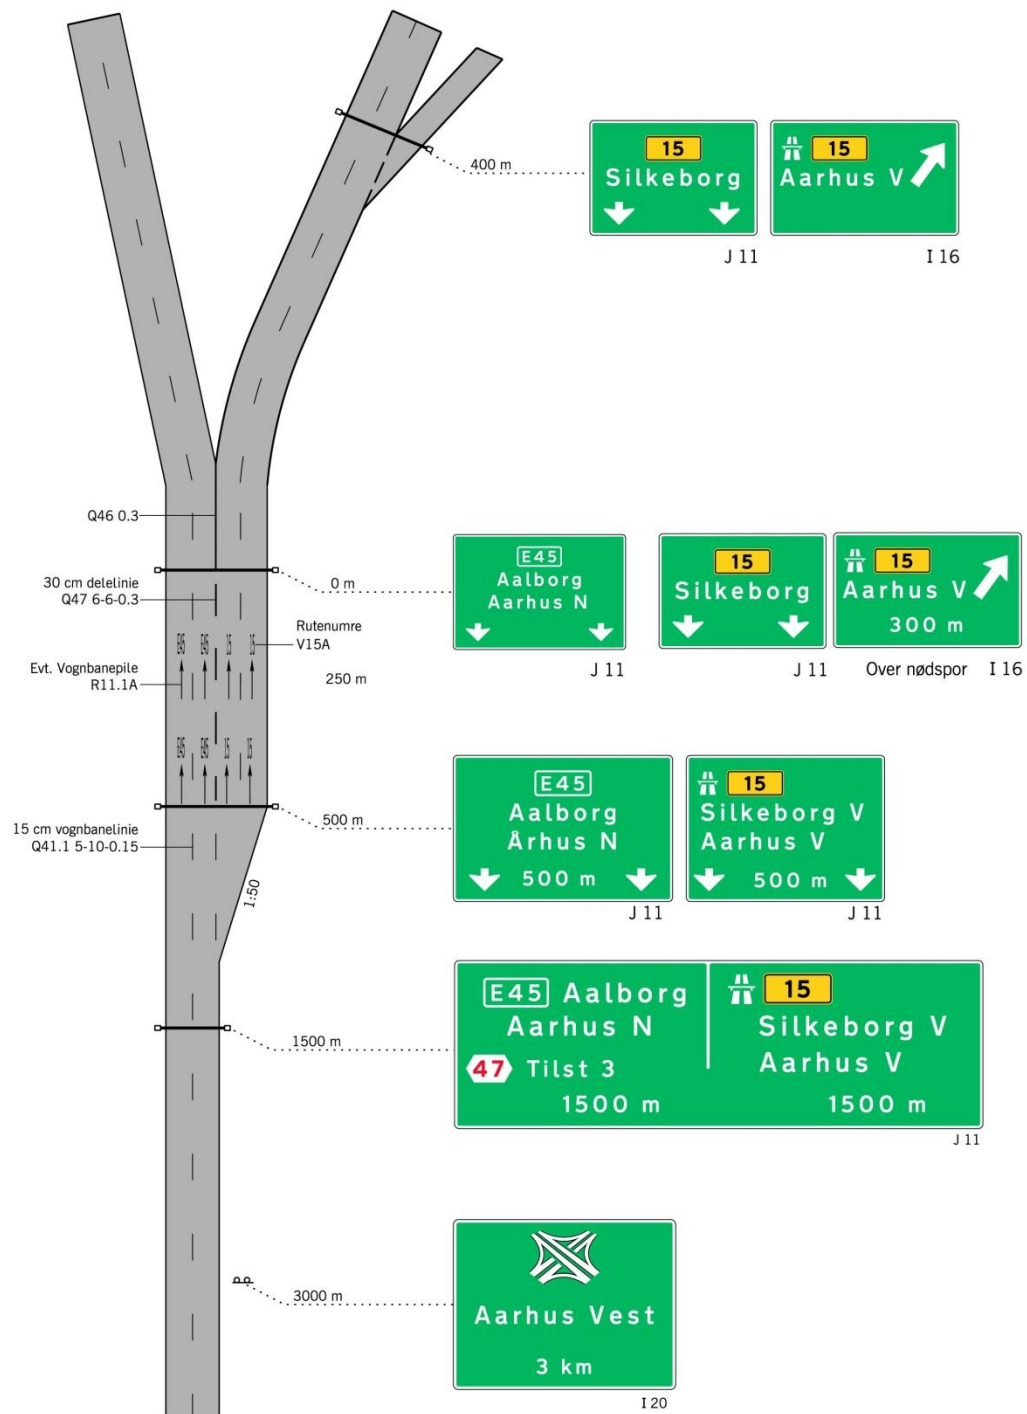 400 m
15
Silkeborg
J 11
15
Aarhus V
I 16
Q46 0.3
30 cm delelinie
Q47 6-6-0.3
0 m
E45
Aalborg
Aarhus N
J 11
15
Silkeborg
J 11
15
Aarhus V
300 m
Over nødspor I 16
E45 E45 15 15
Rutenumre
V15A
Evt. Vognbanepile
R11.1A
250 m
E45 E45 15 15
15 cm vognbanelinie
Q41.1 5-10-0.15
500 m
E45
Aalborg
Århus N
500 m
J 11
15
Silkeborg V
Aarhus V
500 m
J 11
1:50
1500 m
E45 Aalborg
Aarhus N
47 Tilst 3
1500 m
15
Silkeborg V
Aarhus V
1500 m
J 11
3000 m
Aarhus Vest
3 km
I 20